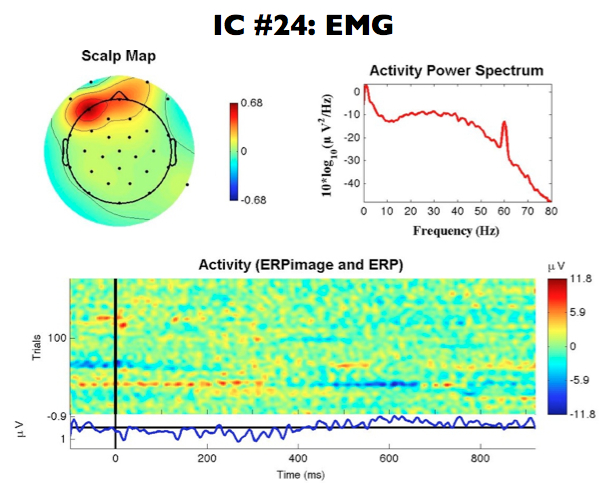 IC #24: EMG
Scalp Map
0.68
0
-0.68
Activity Power Spectrum
10*log10(μ V²/Hz)
0
-10
-20
-30
-40
0 10 20 30 40 50 60 70 80
Frequency (Hz)
Activity (ERPimage and ERP)
Trials
100
μ V
11.8
5.9
0
-5.9
-11.8
μ V
-0.9
1
0 200 400 600 800
Time (ms)